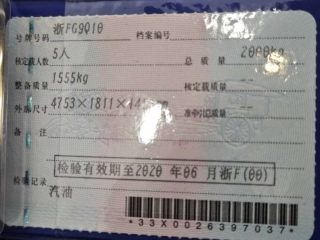 号牌号码 浙FG9Q10 档案编号
核定载人数 5人 总质量 2000kg
整备质量 1555kg 核定载质量 --
外廓尺寸 4753×1811×14 mm 准牵引总质量 --
备注
检验有效期至2020 年06 月浙F(00)
检验记录
汽油
*33X0026397037*